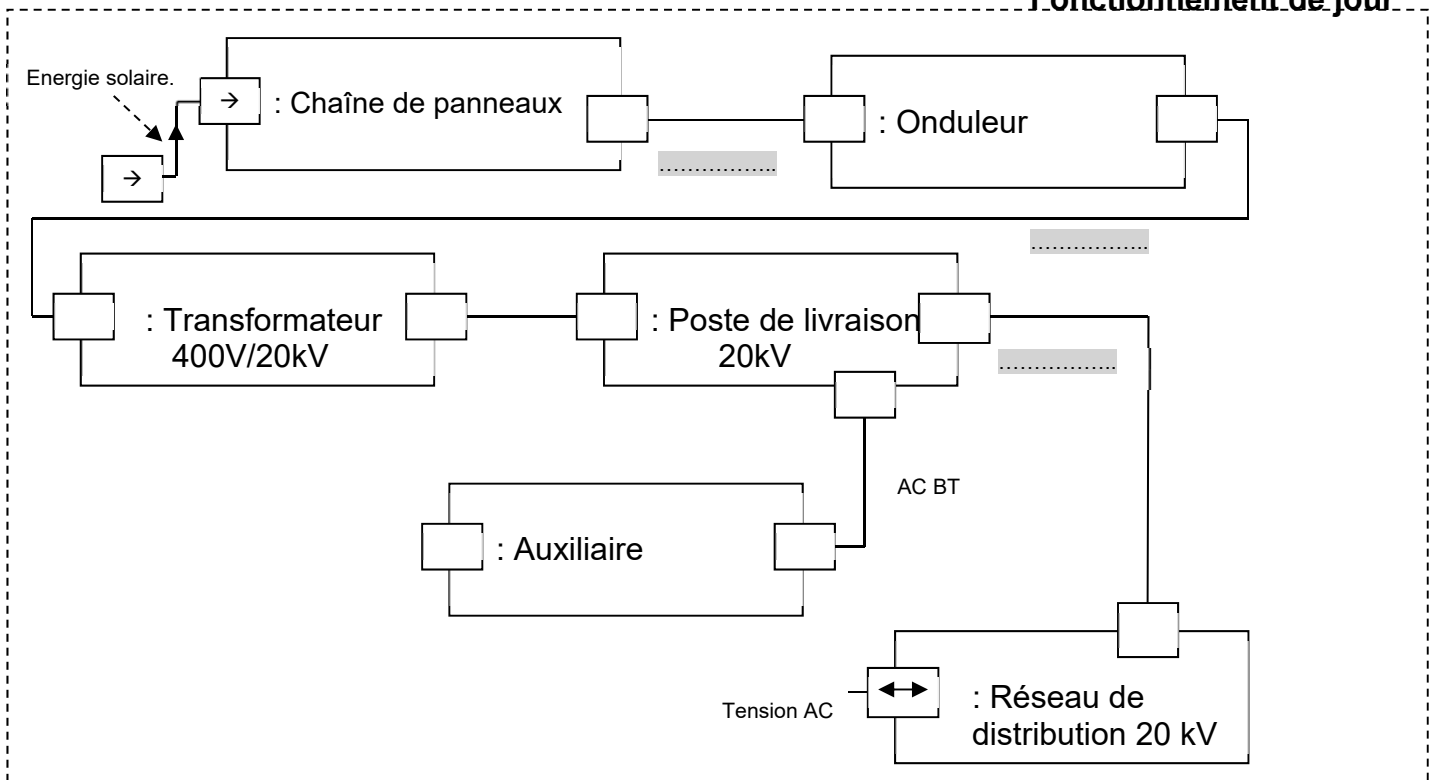 Fonctionnement de jour
Energie solaire.
→
: Chaîne de panneaux
: Onduleur
→
……………..
……………..
: Transformateur
400V/20kV
: Poste de livraison
20kV
……………..
AC BT
: Auxiliaire
Tension AC
: Réseau de
distribution 20 kV